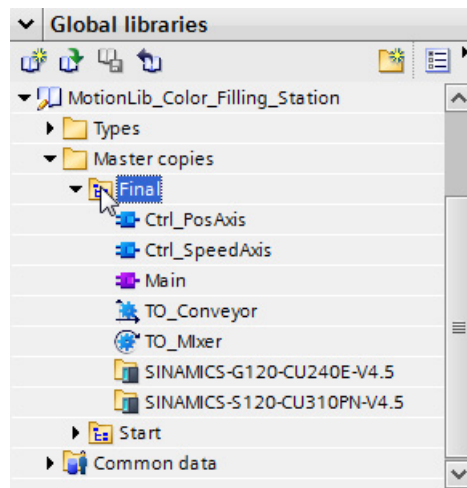 Global libraries
MotionLib_Color_Filling_Station
Types
Master copies
Final
Ctrl_PosAxis
Ctrl_SpeedAxis
Main
TO_Conveyor
TO_MIxer
SINAMICS-G120-CU240E-V4.5
SINAMICS-S120-CU310PN-V4.5
Start
Common data